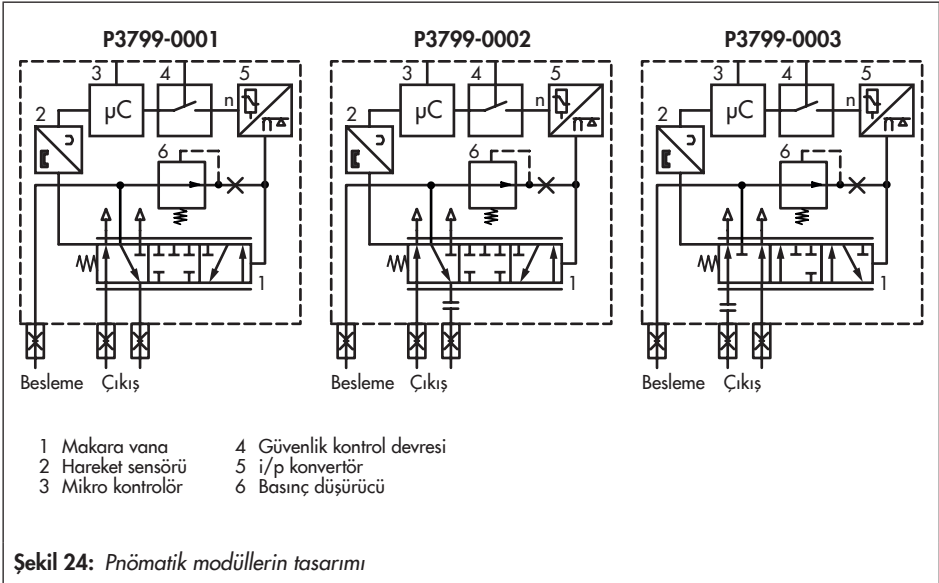 P3799-0001 P3799-0002 P3799-0003
3 4 5 3 4 5 3 4 5
2 µC n 2 µC n 2 µC n
6 6 6
1 1 1
Besleme Çıkış Besleme Çıkış Besleme Çıkış
1 Makara vana 4 Güvenlik kontrol devresi
2 Hareket sensörü 5 i/p konvertör
3 Mikro kontrolör 6 Basınç düşürücü
Şekil 24: Pnömatik modüllerin tasarımı